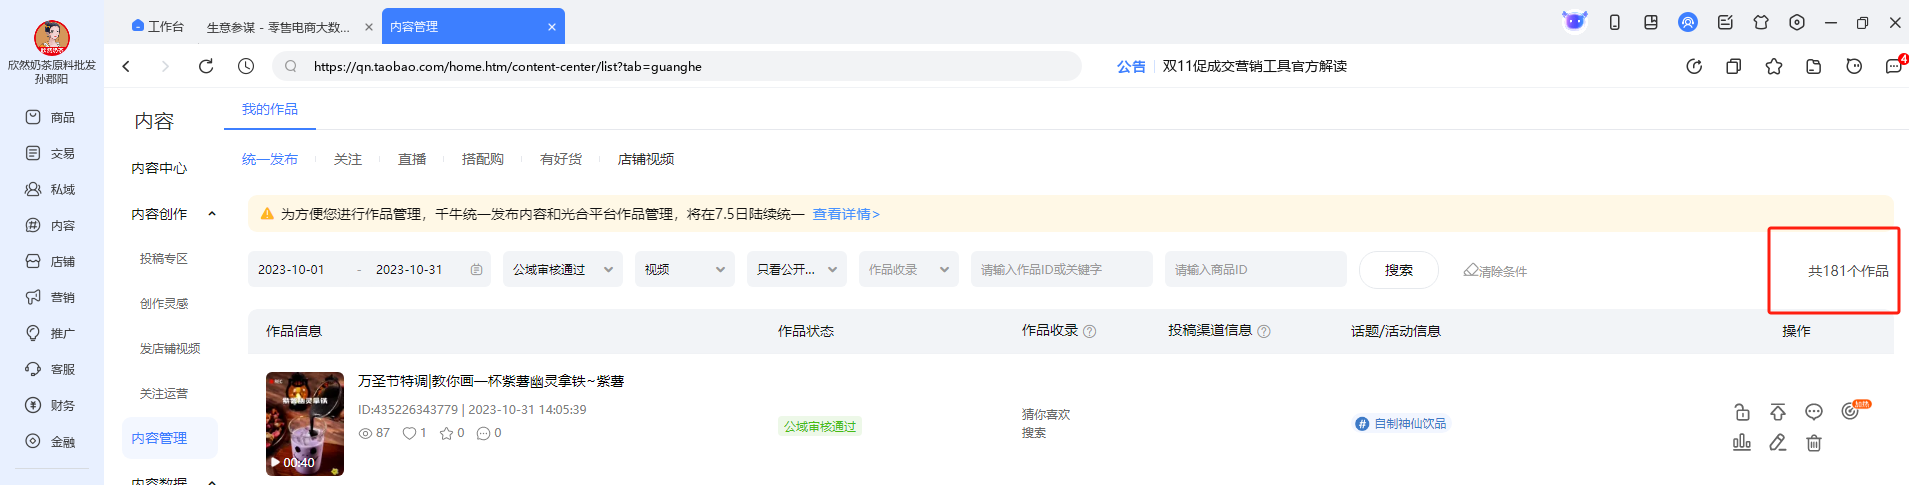 工作台
生意参谋 - 零售电商大数...
内容管理
欣然奶茶原料批发
孙郡阳
https://qn.taobao.com/home.htm/content-center/list?tab=guanghe
公告
双11促成交营销工具官方解读
4
商品
交易
私域
内容
店铺
营销
推广
客服
财务
金融
内容
内容中心
内容创作
投稿专区
创作灵感
发店铺视频
关注运营
内容管理
内容数据
我的作品
统一发布
关注
直播
搭配购
有好货
店铺视频
为方便您进行作品管理，千牛统一发布内容和光合平台作品管理，将在7.5日陆续统一 查看详情>
2023-10-01 - 2023-10-31
公域审核通过
视频
只看公开...
作品收录
请输入作品ID或关键字
请输入商品ID
搜索
清除条件
共181个作品
作品信息
作品状态
作品收录
投稿渠道信息
话题/活动信息
操作
00:40
万圣节特调|教你画一杯紫薯幽灵拿铁~紫薯
ID:435226343779 | 2023-10-31 14:05:39
87 1 0 0
公域审核通过
猜你喜欢
搜索
# 自制神仙饮品